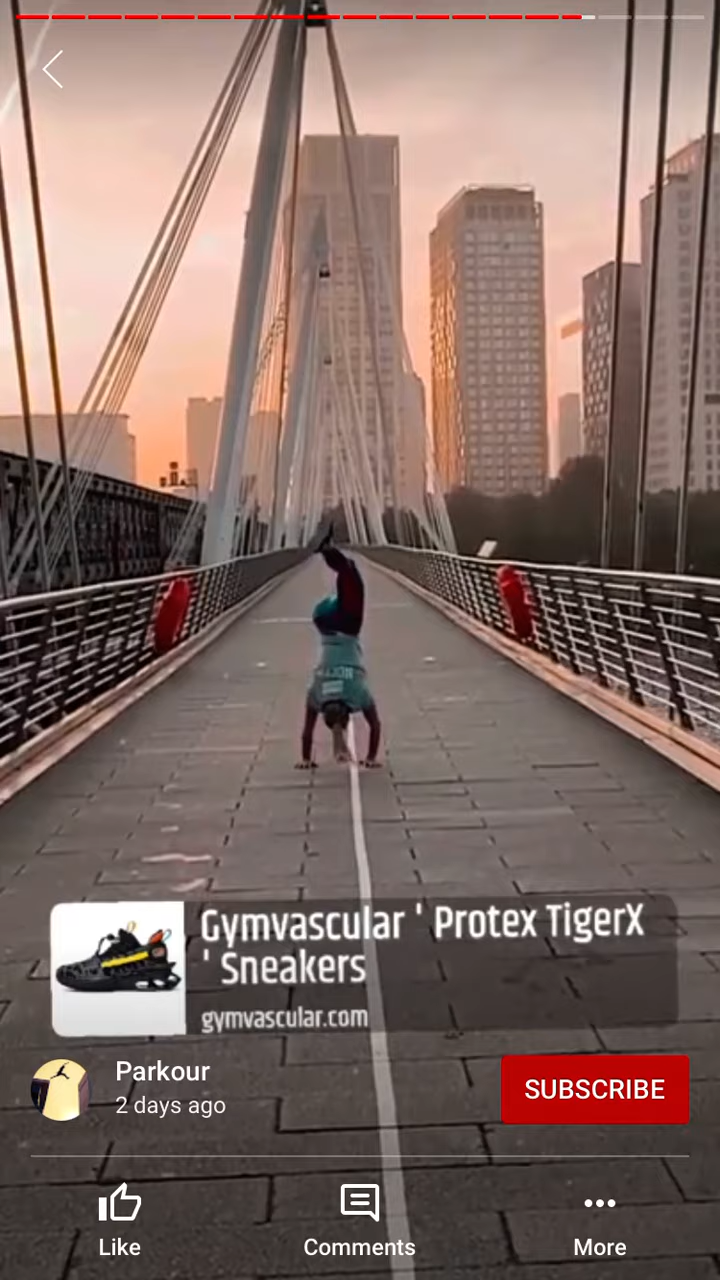 Gymvascular ' Protex TigerX
' Sneakers
gymvascular.com
Parkour
2 days ago
SUBSCRIBE
Like
Comments
More